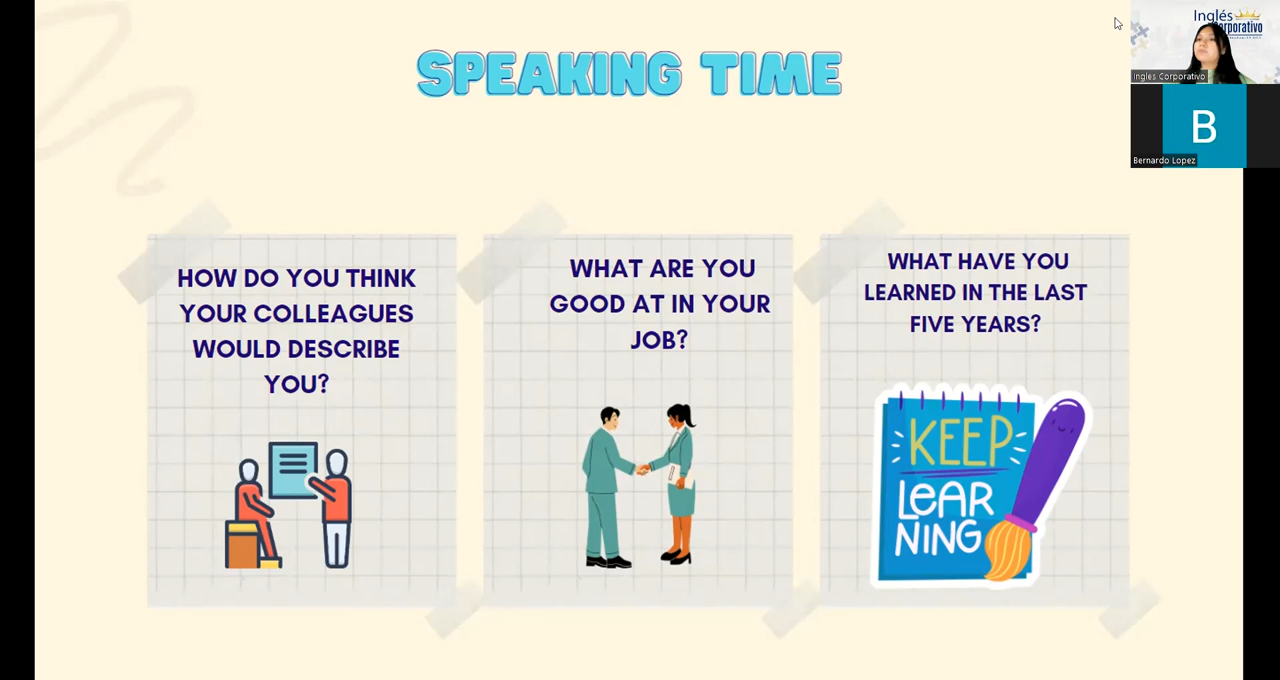 SPEAKING TIME
HOW DO YOU THINK
YOUR COLLEAGUES
WOULD DESCRIBE
YOU?
WHAT ARE YOU
GOOD AT IN YOUR
JOB?
WHAT HAVE YOU
LEARNED IN THE LAST
FIVE YEARS?
KEEP
LEAR
NING
Inglés
Corporativo
Ingles Corporativo
B
Bernardo Lopez